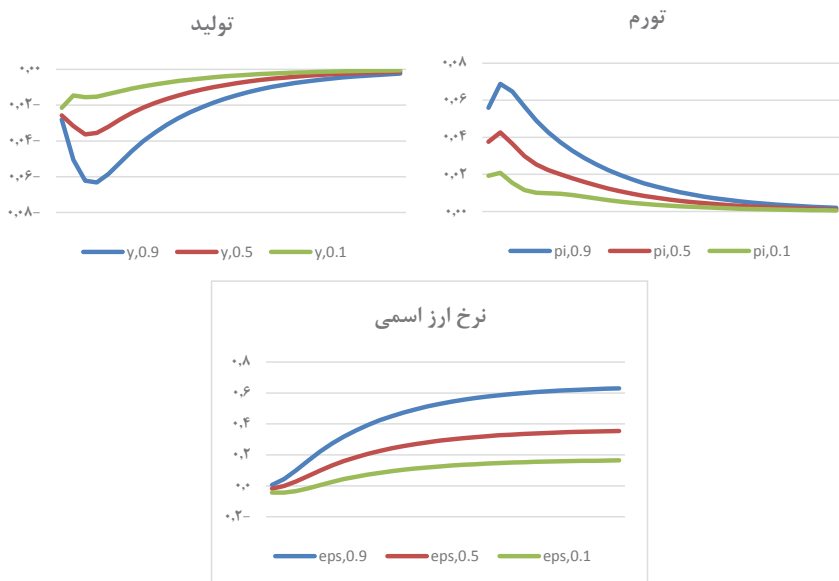 تولید
۰,۰۰
۰,۰۲−
۰,۰۴−
۰,۰۶−
۰,۰۸−
y,0.9 y,0.5 y,0.1
تورم
۰,۰۸
۰,۰۶
۰,۰۴
۰,۰۲
۰,۰۰
pi,0.9 pi,0.5 pi,0.1
نرخ ارز اسمی
۰,۸
۰,۶
۰,۴
۰,۲
۰,۰
۰,۲−
eps,0.9 eps,0.5 eps,0.1